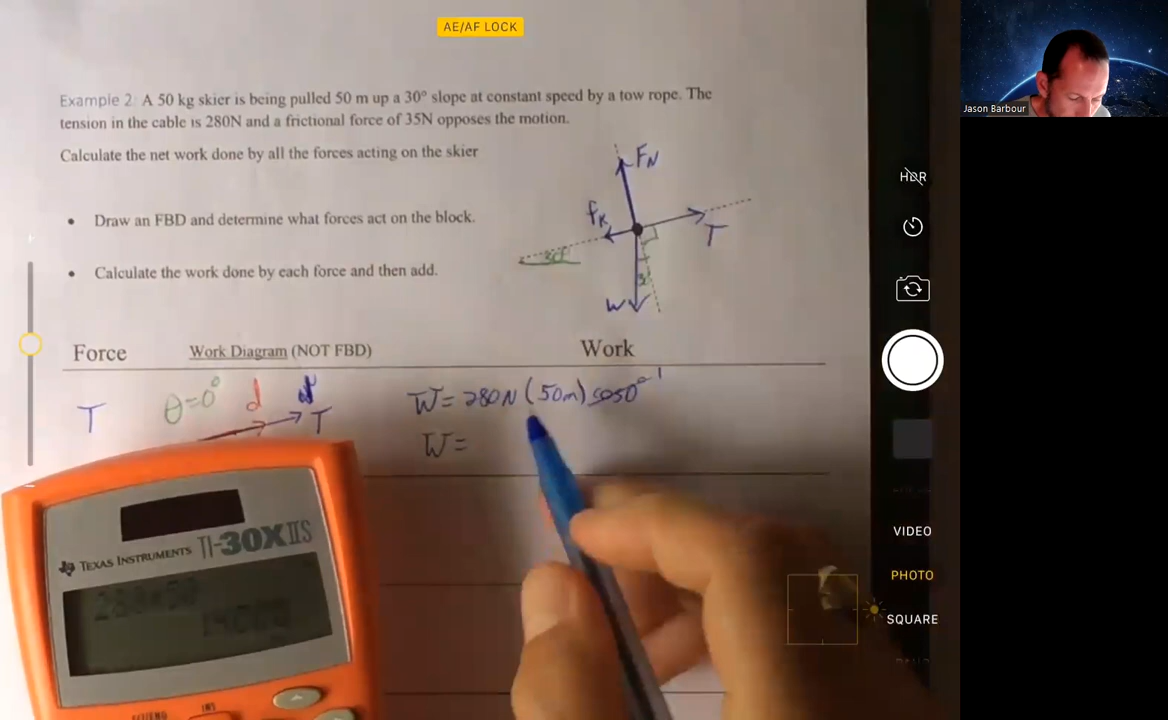 AE/AF LOCK
Jason Barbour
Example 2: A 50 kg skier is being pulled 50 m up a 30° slope at constant speed by a tow rope. The
tension in the cable is 280N and a frictional force of 35N opposes the motion.
Calculate the net work done by all the forces acting on the skier
• Draw an FBD and determine what forces act on the block.
• Calculate the work done by each force and then add.
FN
fK
T
W
Force Work Diagram (NOT FBD) Work
T θ=0° d T W = 280N (50m) cos0° 1
W =
TEXAS INSTRUMENTS TI-30X IIS
280*50
14000
HDR
VIDEO
PHOTO
SQUARE